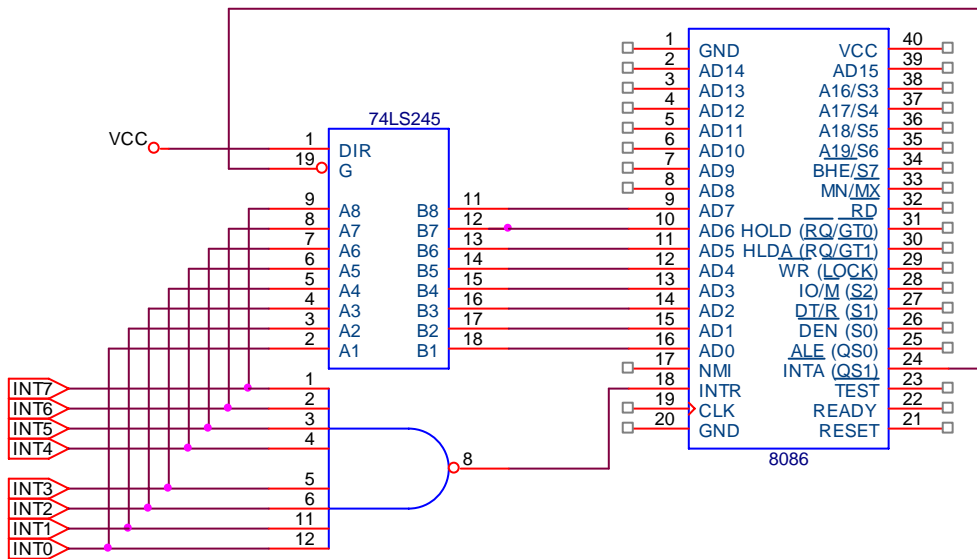 74LS245
VCC
1 DIR
19 G
9 A8 B8 11
8 A7 B7 12
7 A6 B6 13
6 A5 B5 14
5 A4 B4 15
4 A3 B3 16
3 A2 B2 17
2 A1 B1 18
INT7 1
INT6 2
INT5 3
INT4 4
INT3 5
INT2 6
INT1 11
INT0 12
8
1 GND VCC 40
2 AD14 AD15 39
3 AD13 A16/S3 38
4 AD12 A17/S4 37
5 AD11 A18/S5 36
6 AD10 A19/S6 35
7 AD9 BHE/S7 34
8 AD8 MN/MX 33
9 AD7 RD 32
10 AD6 HOLD (RQ/GT0) 31
11 AD5 HLDA (RQ/GT1) 30
12 AD4 WR (LOCK) 29
13 AD3 IO/M (S2) 28
14 AD2 DT/R (S1) 27
15 AD1 DEN (S0) 26
16 AD0 ALE (QS0) 25
17 NMI INTA (QS1) 24
18 INTR TEST 23
19 CLK READY 22
20 GND RESET 21
8086